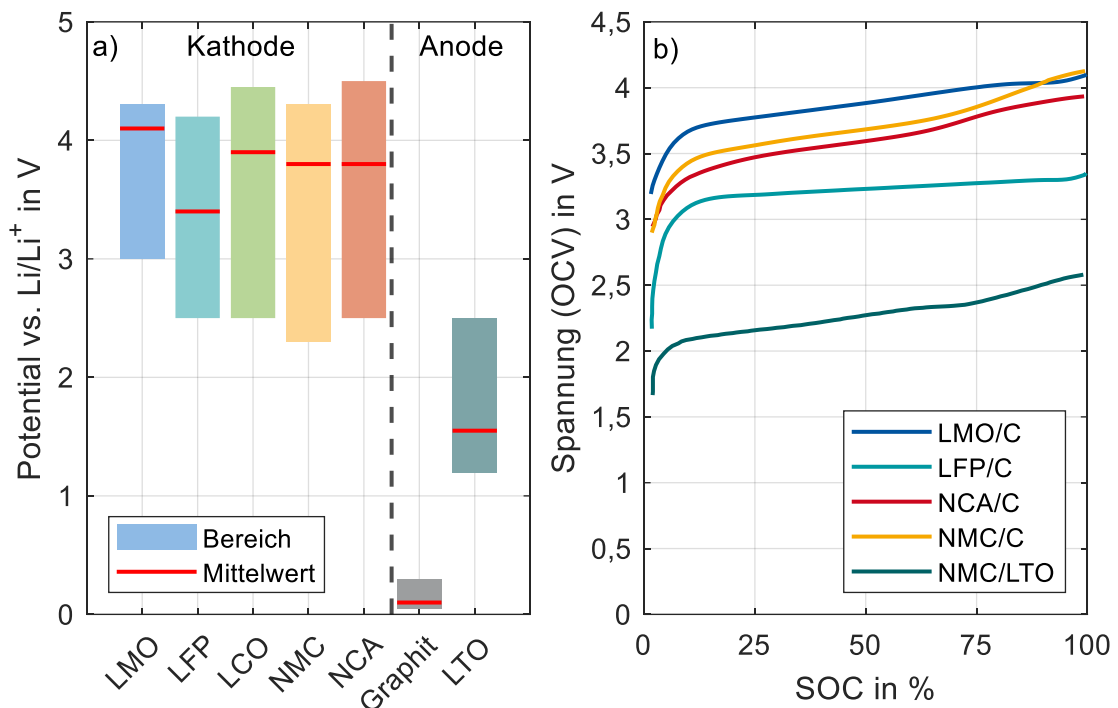 a)
Kathode
Anode
Potential vs. Li/Li⁺ in V
5
4
3
2
1
0
Bereich
Mittelwert
LMO
LFP
LCO
NMC
NCA
Graphit
LTO
b)
Spannung (OCV) in V
4,5
4
3,5
3
2,5
2
1,5
1
0,5
0
LMO/C
LFP/C
NCA/C
NMC/C
NMC/LTO
0
25
50
75
100
SOC in %